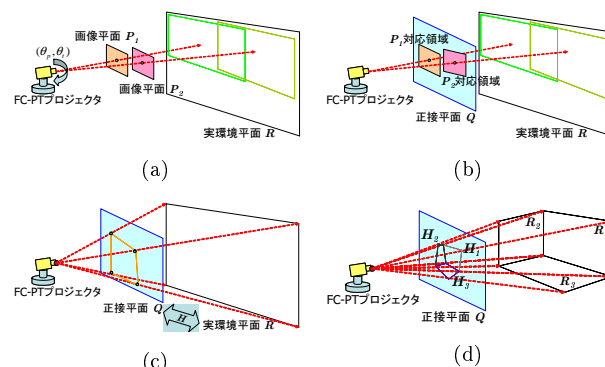 画像平面 P1
(θp,θt)
FC-PTプロジェクタ
画像平面 P2
実環境平面 R
(a)
P1対応領域
P2対応領域
FC-PTプロジェクタ
正接平面 Q
実環境平面 R
(b)
FC-PTプロジェクタ
正接平面 Q
H
実環境平面 R
(c)
R2
R1
H2
H1
H3
R3
FC-PTプロジェクタ
正接平面 Q
(d)